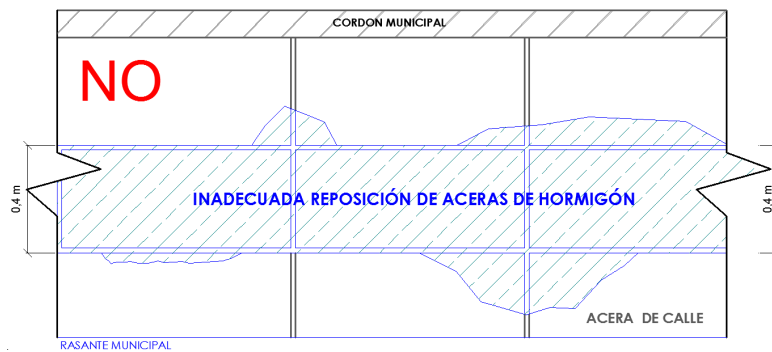 CORDON MUNICIPAL
NO
0,4 m
INADECUADA REPOSICIÓN DE ACERAS DE HORMIGÓN
0,4 m
ACERA DE CALLE
RASANTE MUNICIPAL